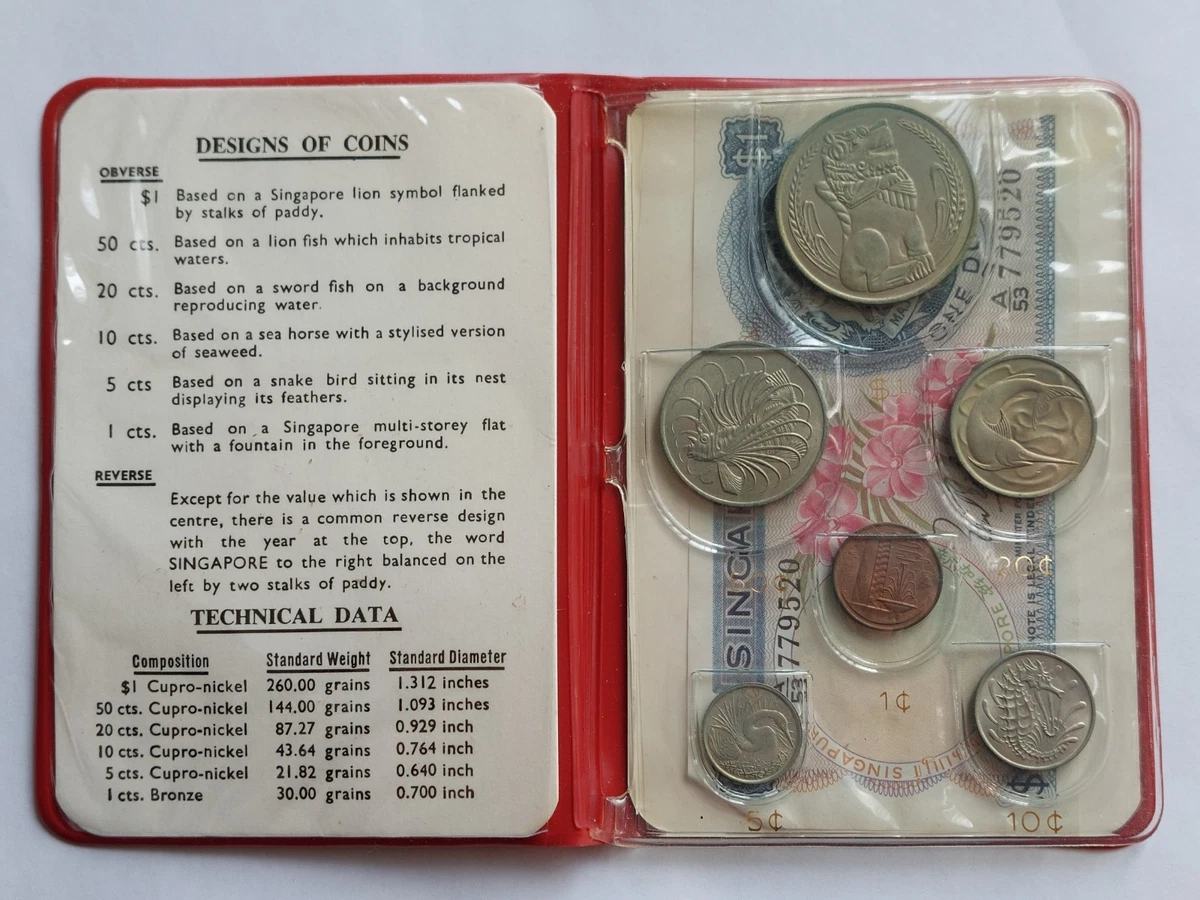 DESIGNS OF COINS
OBVERSE
$1 Based on a Singapore lion symbol flanked
by stalks of paddy.
50 cts. Based on a lion fish which inhabits tropical
waters.
20 cts. Based on a sword fish on a background
reproducing water.
10 cts. Based on a sea horse with a stylised version
of seaweed.
5 cts Based on a snake bird sitting in its nest
displaying its feathers.
1 cts. Based on a Singapore multi-storey flat
with a fountain in the foreground.
REVERSE
Except for the value which is shown in the
centre, there is a common reverse design
with the year at the top, the word
SINGAPORE to the right balanced on the
left by two stalks of paddy.
TECHNICAL DATA
Composition Standard Weight Standard Diameter
$1 Cupro-nickel 260.00 grains 1.312 inches
50 cts. Cupro-nickel 144.00 grains 1.093 inches
20 cts. Cupro-nickel 87.27 grains 0.929 inch
10 cts. Cupro-nickel 43.64 grains 0.764 inch
5 cts. Cupro-nickel 21.82 grains 0.640 inch
1 cts. Bronze 30.00 grains 0.700 inch
$1
A/53 779520
ONE
$
20¢
A/53 779520
1¢
SINGAPURA
SINGAPORE
5¢
10¢